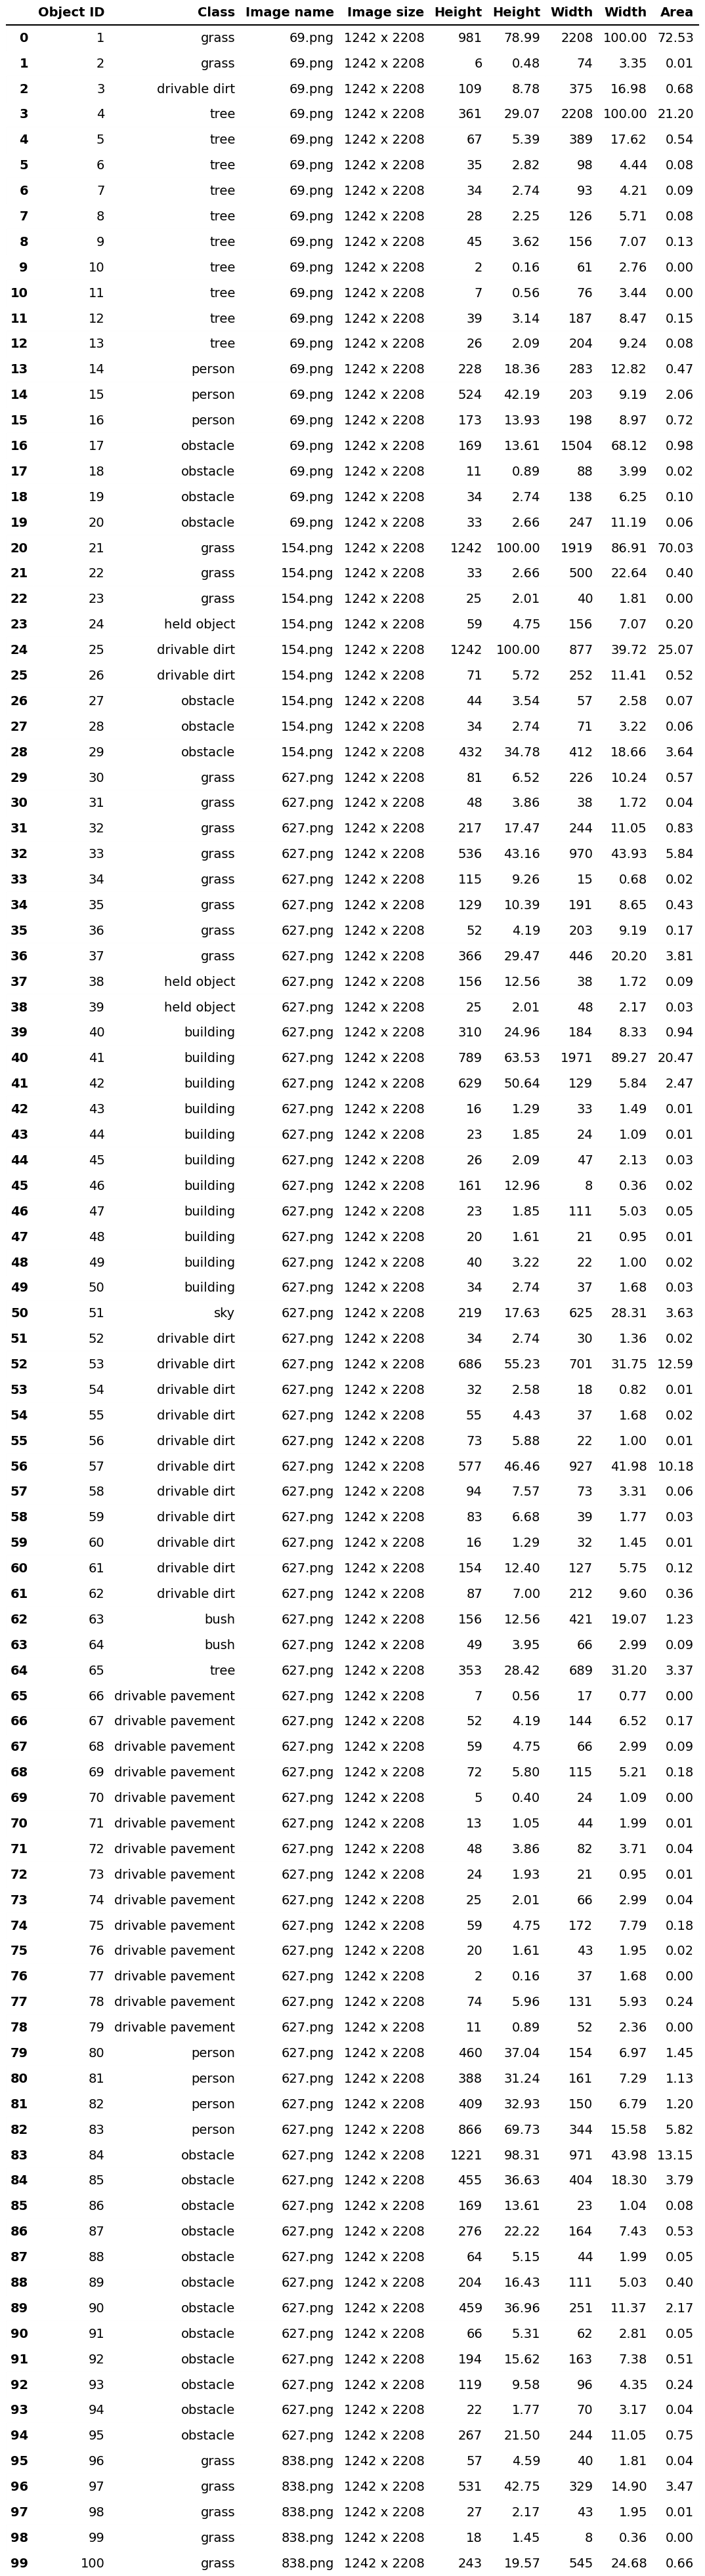 Object ID Class Image name Image size Height Height Width Width Area
0 1 grass 69.png 1242 x 2208 981 78.99 2208 100.00 72.53
1 2 grass 69.png 1242 x 2208 6 0.48 74 3.35 0.01
2 3 drivable dirt 69.png 1242 x 2208 109 8.78 375 16.98 0.68
3 4 tree 69.png 1242 x 2208 361 29.07 2208 100.00 21.20
4 5 tree 69.png 1242 x 2208 67 5.39 389 17.62 0.54
5 6 tree 69.png 1242 x 2208 35 2.82 98 4.44 0.08
6 7 tree 69.png 1242 x 2208 34 2.74 93 4.21 0.09
7 8 tree 69.png 1242 x 2208 28 2.25 126 5.71 0.08
8 9 tree 69.png 1242 x 2208 45 3.62 156 7.07 0.13
9 10 tree 69.png 1242 x 2208 2 0.16 61 2.76 0.00
10 11 tree 69.png 1242 x 2208 7 0.56 76 3.44 0.00
11 12 tree 69.png 1242 x 2208 39 3.14 187 8.47 0.15
12 13 tree 69.png 1242 x 2208 26 2.09 204 9.24 0.08
13 14 person 69.png 1242 x 2208 228 18.36 283 12.82 0.47
14 15 person 69.png 1242 x 2208 524 42.19 203 9.19 2.06
15 16 person 69.png 1242 x 2208 173 13.93 198 8.97 0.72
16 17 obstacle 69.png 1242 x 2208 169 13.61 1504 68.12 0.98
17 18 obstacle 69.png 1242 x 2208 11 0.89 88 3.99 0.02
18 19 obstacle 69.png 1242 x 2208 34 2.74 138 6.25 0.10
19 20 obstacle 69.png 1242 x 2208 33 2.66 247 11.19 0.06
20 21 grass 154.png 1242 x 2208 1242 100.00 1919 86.91 70.03
21 22 grass 154.png 1242 x 2208 33 2.66 500 22.64 0.40
22 23 grass 154.png 1242 x 2208 25 2.01 40 1.81 0.00
23 24 held object 154.png 1242 x 2208 59 4.75 156 7.07 0.20
24 25 drivable dirt 154.png 1242 x 2208 1242 100.00 877 39.72 25.07
25 26 drivable dirt 154.png 1242 x 2208 71 5.72 252 11.41 0.52
26 27 obstacle 154.png 1242 x 2208 44 3.54 57 2.58 0.07
27 28 obstacle 154.png 1242 x 2208 34 2.74 71 3.22 0.06
28 29 obstacle 154.png 1242 x 2208 432 34.78 412 18.66 3.64
29 30 grass 627.png 1242 x 2208 81 6.52 226 10.24 0.57
30 31 grass 627.png 1242 x 2208 48 3.86 38 1.72 0.04
31 32 grass 627.png 1242 x 2208 217 17.47 244 11.05 0.83
32 33 grass 627.png 1242 x 2208 536 43.16 970 43.93 5.84
33 34 grass 627.png 1242 x 2208 115 9.26 15 0.68 0.02
34 35 grass 627.png 1242 x 2208 129 10.39 191 8.65 0.43
35 36 grass 627.png 1242 x 2208 52 4.19 203 9.19 0.17
36 37 grass 627.png 1242 x 2208 366 29.47 446 20.20 3.81
37 38 held object 627.png 1242 x 2208 156 12.56 38 1.72 0.09
38 39 held object 627.png 1242 x 2208 25 2.01 48 2.17 0.03
39 40 building 627.png 1242 x 2208 310 24.96 184 8.33 0.94
40 41 building 627.png 1242 x 2208 789 63.53 1971 89.27 20.47
41 42 building 627.png 1242 x 2208 629 50.64 129 5.84 2.47
42 43 building 627.png 1242 x 2208 16 1.29 33 1.49 0.01
43 44 building 627.png 1242 x 2208 23 1.85 24 1.09 0.01
44 45 building 627.png 1242 x 2208 26 2.09 47 2.13 0.03
45 46 building 627.png 1242 x 2208 161 12.96 8 0.36 0.02
46 47 building 627.png 1242 x 2208 23 1.85 111 5.03 0.05
47 48 building 627.png 1242 x 2208 20 1.61 21 0.95 0.01
48 49 building 627.png 1242 x 2208 40 3.22 22 1.00 0.02
49 50 building 627.png 1242 x 2208 34 2.74 37 1.68 0.03
50 51 sky 627.png 1242 x 2208 219 17.63 625 28.31 3.63
51 52 drivable dirt 627.png 1242 x 2208 34 2.74 30 1.36 0.02
52 53 drivable dirt 627.png 1242 x 2208 686 55.23 701 31.75 12.59
53 54 drivable dirt 627.png 1242 x 2208 32 2.58 18 0.82 0.01
54 55 drivable dirt 627.png 1242 x 2208 55 4.43 37 1.68 0.02
55 56 drivable dirt 627.png 1242 x 2208 73 5.88 22 1.00 0.01
56 57 drivable dirt 627.png 1242 x 2208 577 46.46 927 41.98 10.18
57 58 drivable dirt 627.png 1242 x 2208 94 7.57 73 3.31 0.06
58 59 drivable dirt 627.png 1242 x 2208 83 6.68 39 1.77 0.03
59 60 drivable dirt 627.png 1242 x 2208 16 1.29 32 1.45 0.01
60 61 drivable dirt 627.png 1242 x 2208 154 12.40 127 5.75 0.12
61 62 drivable dirt 627.png 1242 x 2208 87 7.00 212 9.60 0.36
62 63 bush 627.png 1242 x 2208 156 12.56 421 19.07 1.23
63 64 bush 627.png 1242 x 2208 49 3.95 66 2.99 0.09
64 65 tree 627.png 1242 x 2208 353 28.42 689 31.20 3.37
65 66 drivable pavement 627.png 1242 x 2208 7 0.56 17 0.77 0.00
66 67 drivable pavement 627.png 1242 x 2208 52 4.19 144 6.52 0.17
67 68 drivable pavement 627.png 1242 x 2208 59 4.75 66 2.99 0.09
68 69 drivable pavement 627.png 1242 x 2208 72 5.80 115 5.21 0.18
69 70 drivable pavement 627.png 1242 x 2208 5 0.40 24 1.09 0.00
70 71 drivable pavement 627.png 1242 x 2208 13 1.05 44 1.99 0.01
71 72 drivable pavement 627.png 1242 x 2208 48 3.86 82 3.71 0.04
72 73 drivable pavement 627.png 1242 x 2208 24 1.93 21 0.95 0.01
73 74 drivable pavement 627.png 1242 x 2208 25 2.01 66 2.99 0.04
74 75 drivable pavement 627.png 1242 x 2208 59 4.75 172 7.79 0.18
75 76 drivable pavement 627.png 1242 x 2208 20 1.61 43 1.95 0.02
76 77 drivable pavement 627.png 1242 x 2208 2 0.16 37 1.68 0.00
77 78 drivable pavement 627.png 1242 x 2208 74 5.96 131 5.93 0.24
78 79 drivable pavement 627.png 1242 x 2208 11 0.89 52 2.36 0.00
79 80 person 627.png 1242 x 2208 460 37.04 154 6.97 1.45
80 81 person 627.png 1242 x 2208 388 31.24 161 7.29 1.13
81 82 person 627.png 1242 x 2208 409 32.93 150 6.79 1.20
82 83 person 627.png 1242 x 2208 866 69.73 344 15.58 5.82
83 84 obstacle 627.png 1242 x 2208 1221 98.31 971 43.98 13.15
84 85 obstacle 627.png 1242 x 2208 455 36.63 404 18.30 3.79
85 86 obstacle 627.png 1242 x 2208 169 13.61 23 1.04 0.08
86 87 obstacle 627.png 1242 x 2208 276 22.22 164 7.43 0.53
87 88 obstacle 627.png 1242 x 2208 64 5.15 44 1.99 0.05
88 89 obstacle 627.png 1242 x 2208 204 16.43 111 5.03 0.40
89 90 obstacle 627.png 1242 x 2208 459 36.96 251 11.37 2.17
90 91 obstacle 627.png 1242 x 2208 66 5.31 62 2.81 0.05
91 92 obstacle 627.png 1242 x 2208 194 15.62 163 7.38 0.51
92 93 obstacle 627.png 1242 x 2208 119 9.58 96 4.35 0.24
93 94 obstacle 627.png 1242 x 2208 22 1.77 70 3.17 0.04
94 95 obstacle 627.png 1242 x 2208 267 21.50 244 11.05 0.75
95 96 grass 838.png 1242 x 2208 57 4.59 40 1.81 0.04
96 97 grass 838.png 1242 x 2208 531 42.75 329 14.90 3.47
97 98 grass 838.png 1242 x 2208 27 2.17 43 1.95 0.01
98 99 grass 838.png 1242 x 2208 18 1.45 8 0.36 0.00
99 100 grass 838.png 1242 x 2208 243 19.57 545 24.68 0.66